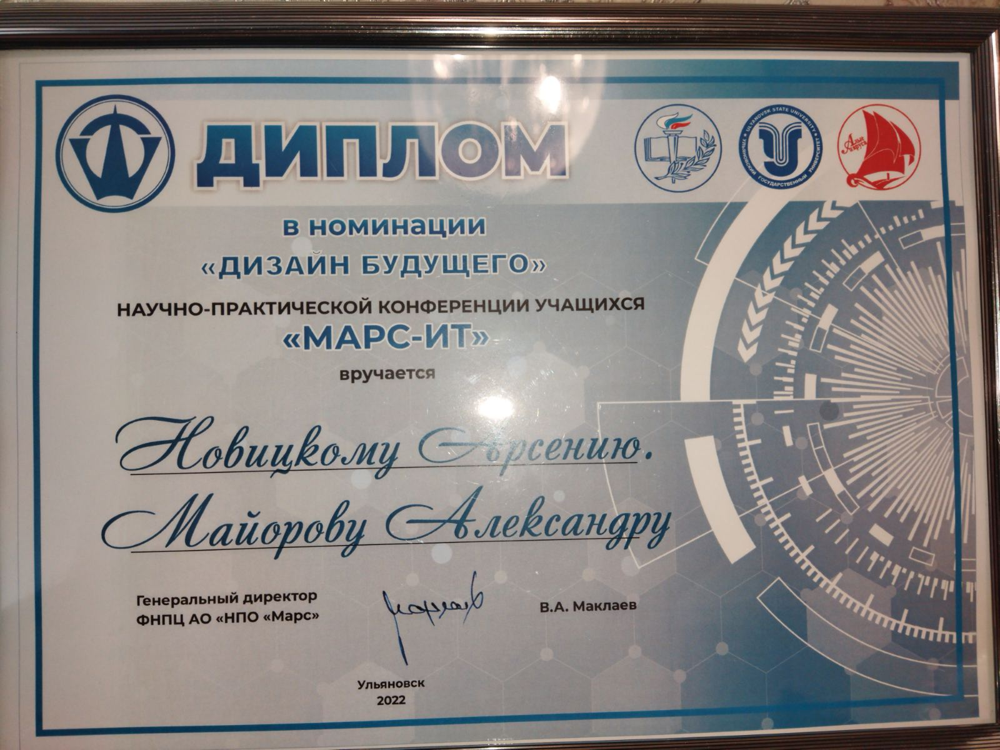 ДИПЛОМ
ULYANOVSK STATE UNIVERSITY
УЛЬЯНОВСКИЙ ГОСУДАРСТВЕННЫЙ УНИВЕРСИТЕТ
Алые паруса
в номинации
«ДИЗАЙН БУДУЩЕГО»
НАУЧНО-ПРАКТИЧЕСКОЙ КОНФЕРЕНЦИИ УЧАЩИХСЯ
«МАРС-ИТ»
вручается
Новицкому Арсению.
Майорову Александру
Генеральный директор
ФНПЦ АО «НПО «Марс»
В.А. Маклаев
Ульяновск
2022